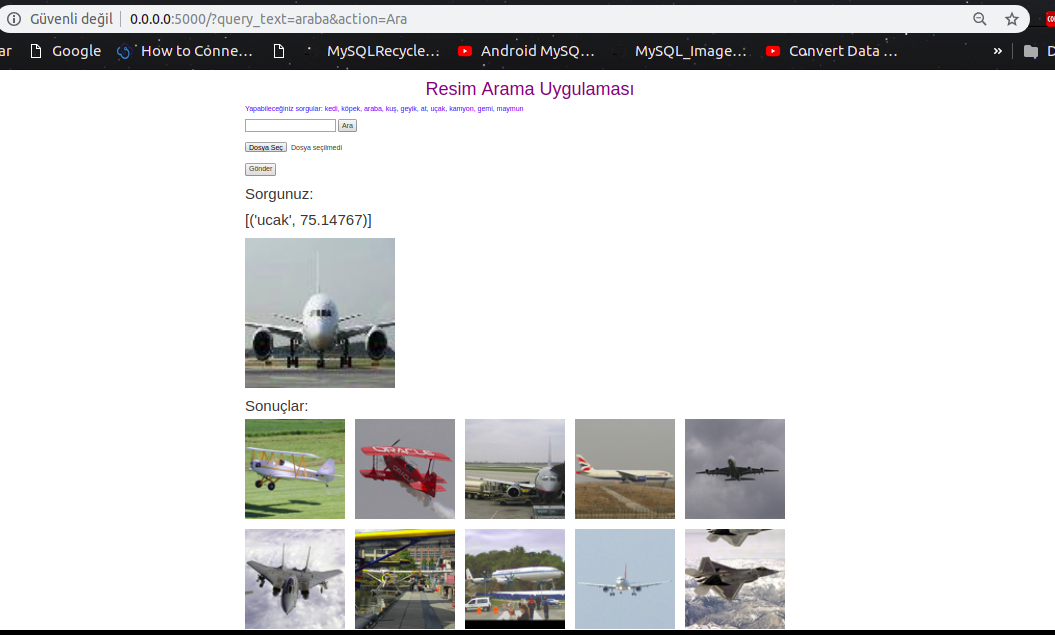 Güvenli değil 0.0.0.0:5000/?query_text=araba&action=Ara
ar Google How to Conne… MySQLRecycle… Android MySQ… MySQL_Image… Convert Data … » D
Resim Arama Uygulaması
Yapabileceğiniz sorgular: kedi, köpek, araba, kuş, geyik, at, uçak, kamyon, gemi, maymun
Ara
Dosya Seç Dosya seçilmedi
Gönder
Sorgunuz:
[('ucak', 75.14767)]
Sonuçlar:
ORACLE